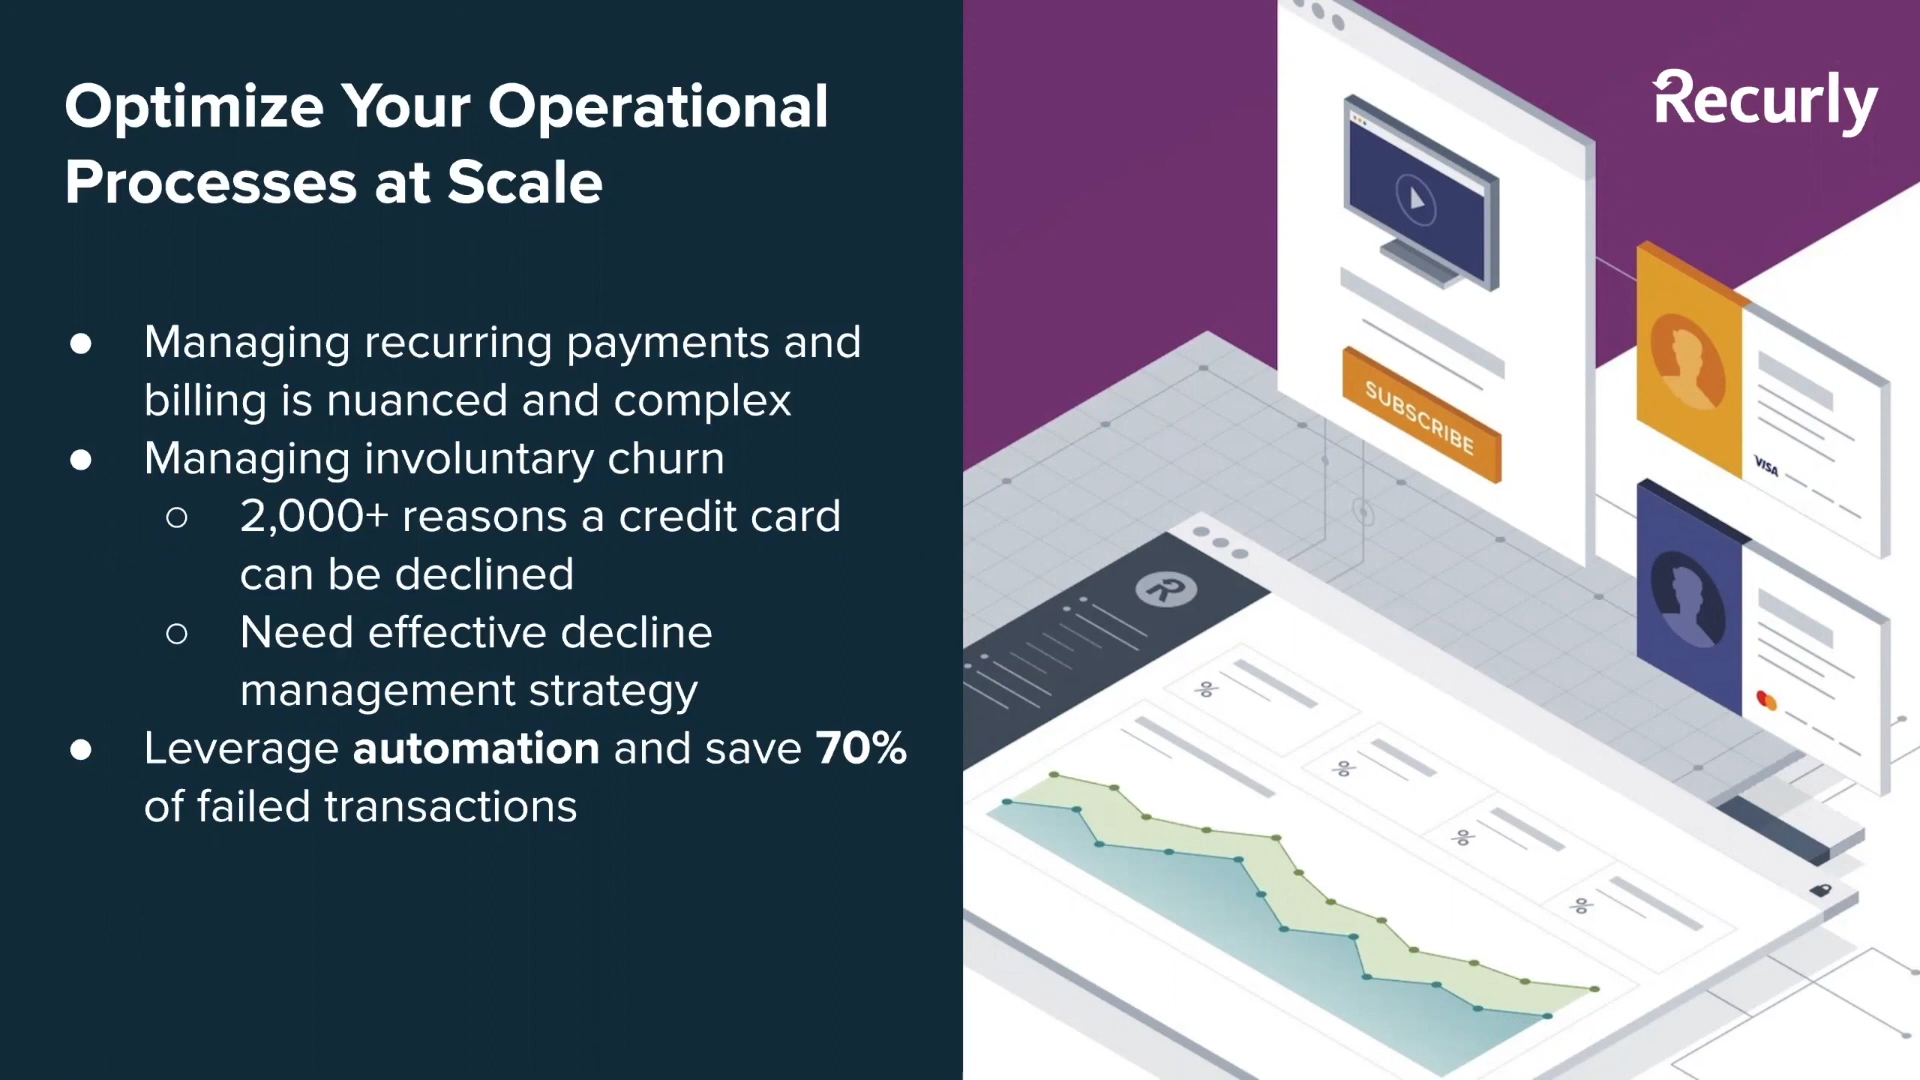 Optimize Your Operational
Processes at Scale
Recurly
● Managing recurring payments and
billing is nuanced and complex
● Managing involuntary churn
○ 2,000+ reasons a credit card
can be declined
○ Need effective decline
management strategy
● Leverage automation and save 70%
of failed transactions
SUBSCRIBE
VISA
R
%
%
%
%